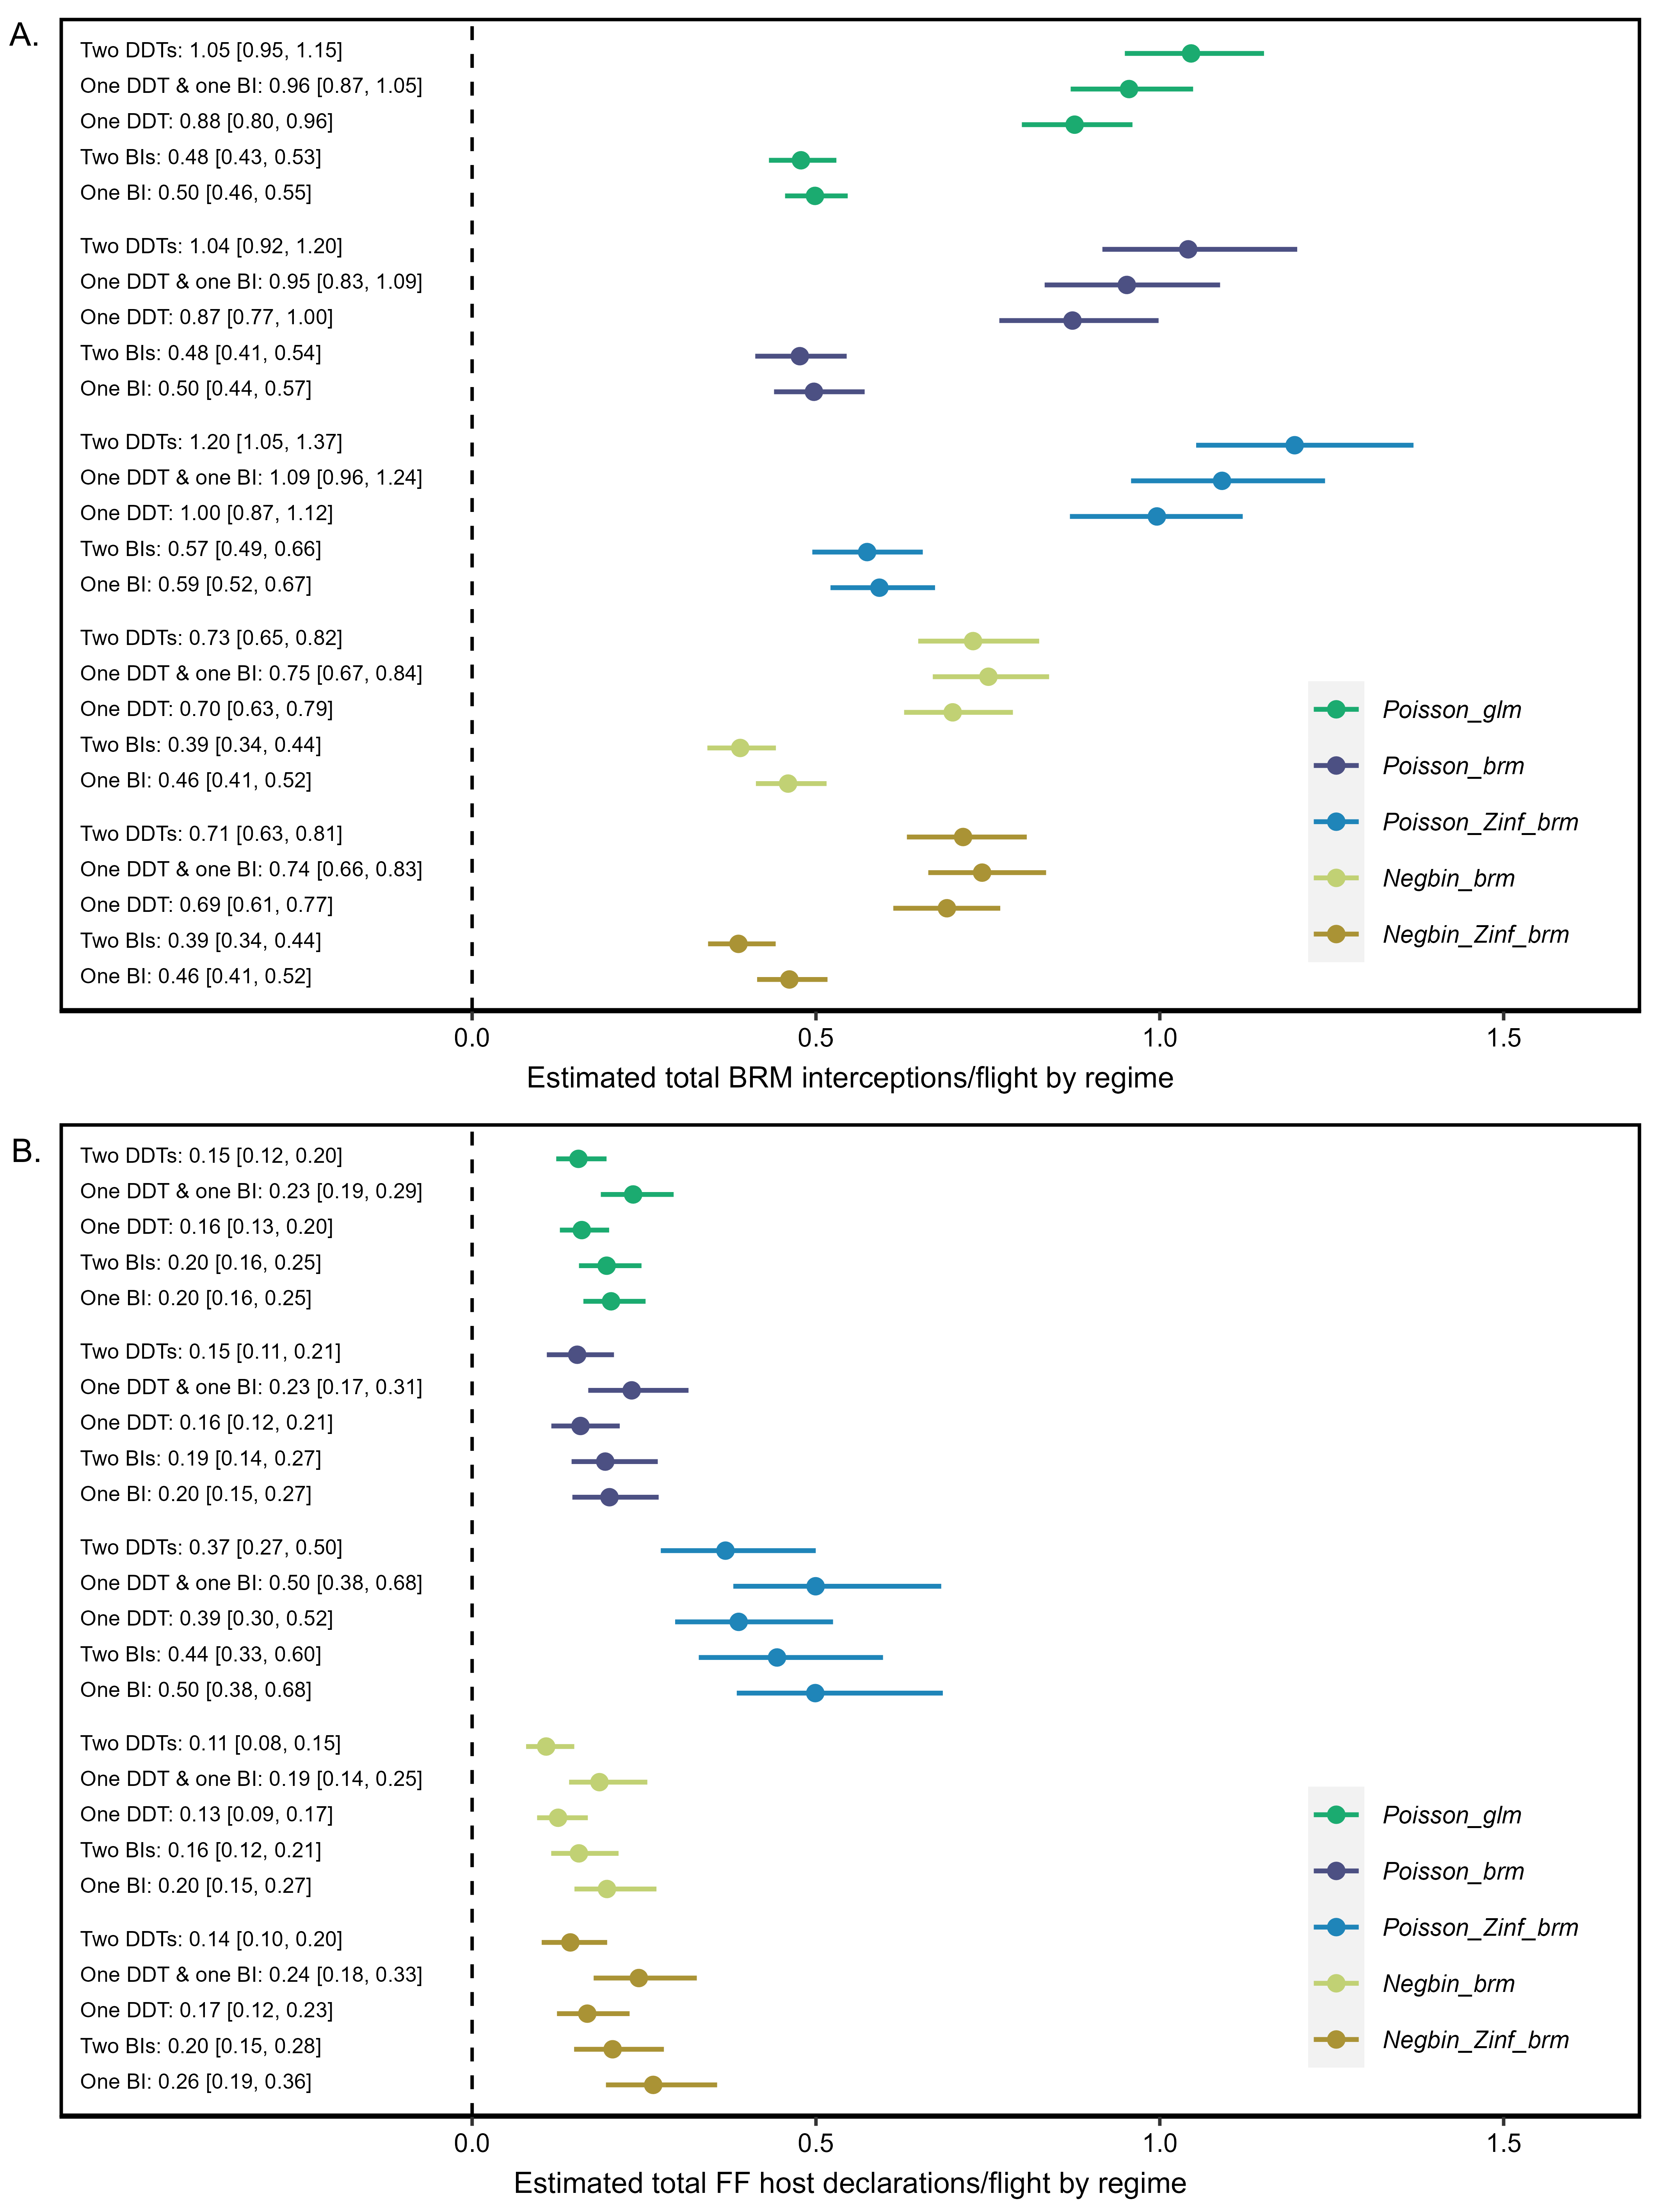 A.
Two DDTs: 1.05 [0.95, 1.15]
One DDT & one BI: 0.96 [0.87, 1.05]
One DDT: 0.88 [0.80, 0.96]
Two BIs: 0.48 [0.43, 0.53]
One BI: 0.50 [0.46, 0.55]
Two DDTs: 1.04 [0.92, 1.20]
One DDT & one BI: 0.95 [0.83, 1.09]
One DDT: 0.87 [0.77, 1.00]
Two BIs: 0.48 [0.41, 0.54]
One BI: 0.50 [0.44, 0.57]
Two DDTs: 1.20 [1.05, 1.37]
One DDT & one BI: 1.09 [0.96, 1.24]
One DDT: 1.00 [0.87, 1.12]
Two BIs: 0.57 [0.49, 0.66]
One BI: 0.59 [0.52, 0.67]
Two DDTs: 0.73 [0.65, 0.82]
One DDT & one BI: 0.75 [0.67, 0.84]
One DDT: 0.70 [0.63, 0.79]
Two BIs: 0.39 [0.34, 0.44]
One BI: 0.46 [0.41, 0.52]
Two DDTs: 0.71 [0.63, 0.81]
One DDT & one BI: 0.74 [0.66, 0.83]
One DDT: 0.69 [0.61, 0.77]
Two BIs: 0.39 [0.34, 0.44]
One BI: 0.46 [0.41, 0.52]
Poisson_glm
Poisson_brm
Poisson_Zinf_brm
Negbin_brm
Negbin_Zinf_brm
0.0 0.5 1.0 1.5
Estimated total BRM interceptions/flight by regime
B.
Two DDTs: 0.15 [0.12, 0.20]
One DDT & one BI: 0.23 [0.19, 0.29]
One DDT: 0.16 [0.13, 0.20]
Two BIs: 0.20 [0.16, 0.25]
One BI: 0.20 [0.16, 0.25]
Two DDTs: 0.15 [0.11, 0.21]
One DDT & one BI: 0.23 [0.17, 0.31]
One DDT: 0.16 [0.12, 0.21]
Two BIs: 0.19 [0.14, 0.27]
One BI: 0.20 [0.15, 0.27]
Two DDTs: 0.37 [0.27, 0.50]
One DDT & one BI: 0.50 [0.38, 0.68]
One DDT: 0.39 [0.30, 0.52]
Two BIs: 0.44 [0.33, 0.60]
One BI: 0.50 [0.38, 0.68]
Two DDTs: 0.11 [0.08, 0.15]
One DDT & one BI: 0.19 [0.14, 0.25]
One DDT: 0.13 [0.09, 0.17]
Two BIs: 0.16 [0.12, 0.21]
One BI: 0.20 [0.15, 0.27]
Two DDTs: 0.14 [0.10, 0.20]
One DDT & one BI: 0.24 [0.18, 0.33]
One DDT: 0.17 [0.12, 0.23]
Two BIs: 0.20 [0.15, 0.28]
One BI: 0.26 [0.19, 0.36]
Poisson_glm
Poisson_brm
Poisson_Zinf_brm
Negbin_brm
Negbin_Zinf_brm
0.0 0.5 1.0 1.5
Estimated total FF host declarations/flight by regime